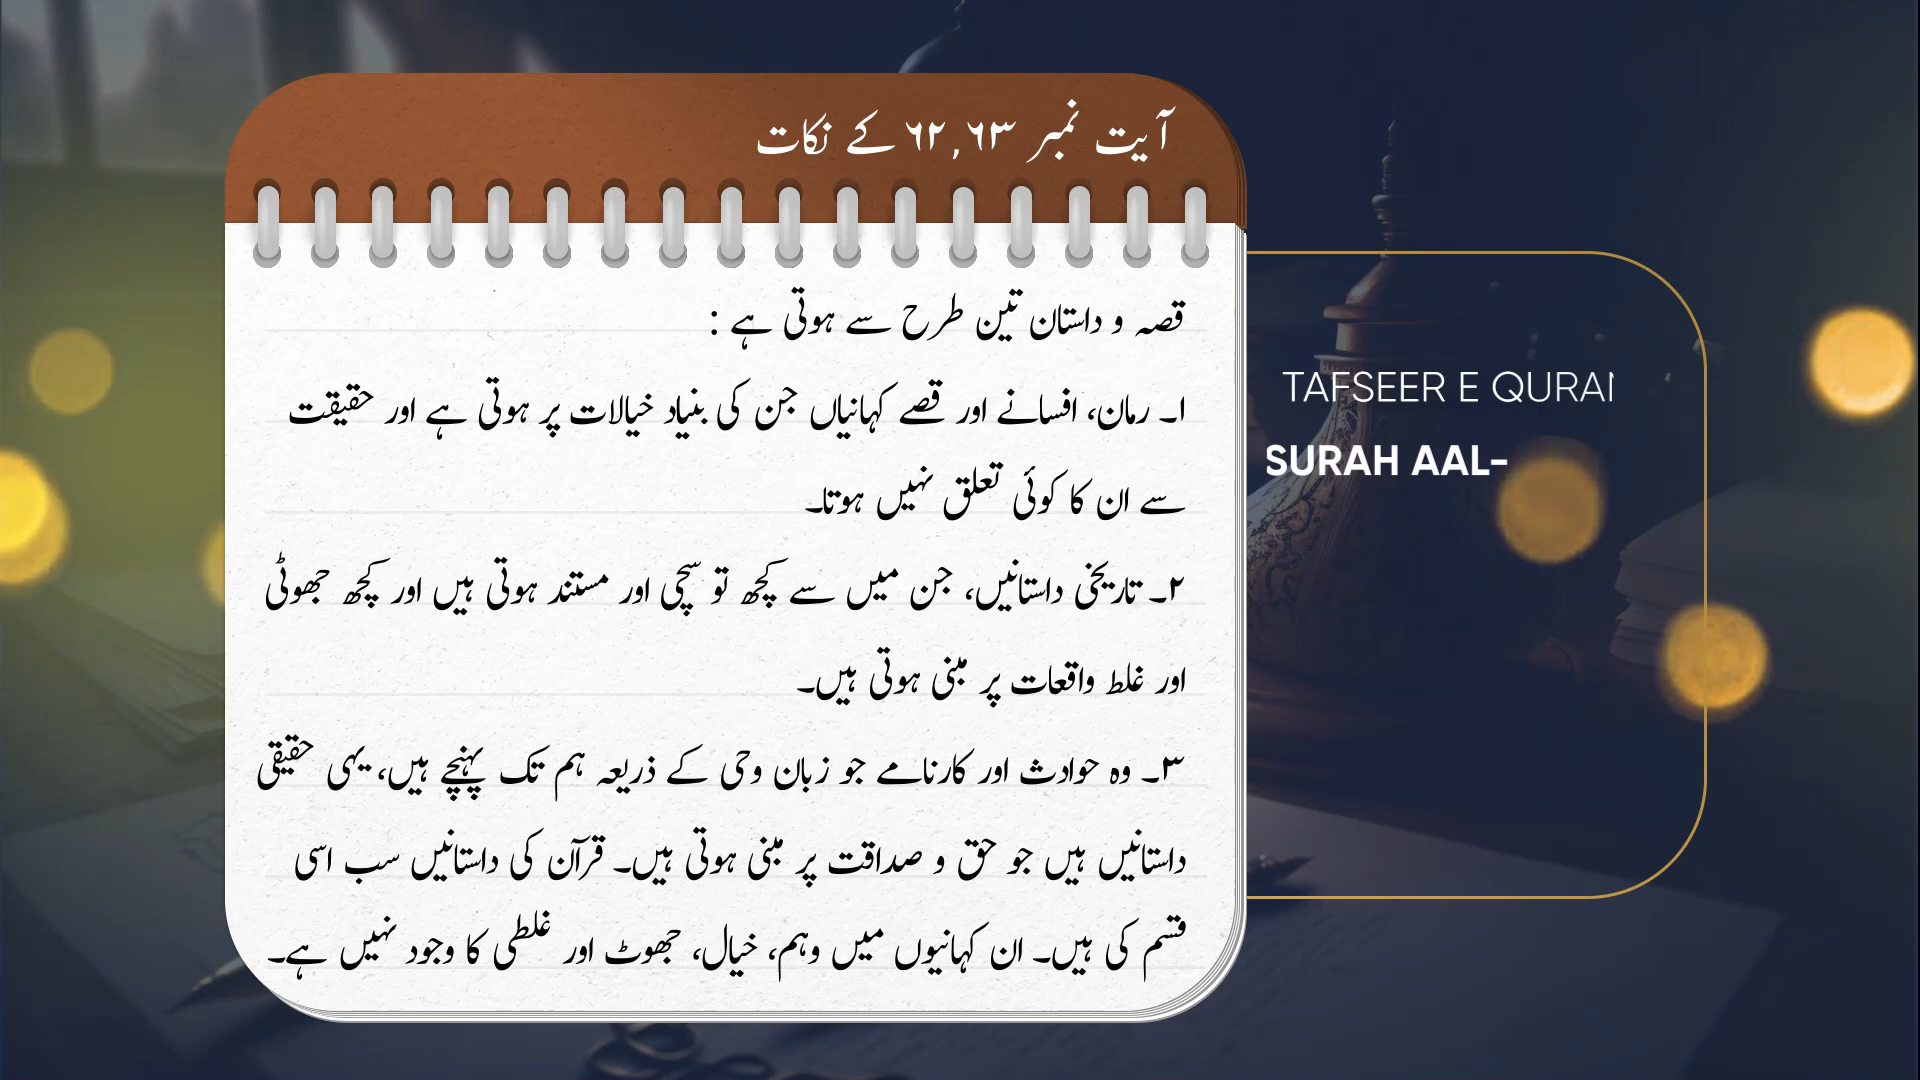 آیت نمبر ۶۲,۶۳ کے نکات
قصہ و داستان تین طرح سے ہوتی ہے :
۱۔ رمان، افسانے اور قصے کہانیاں جن کی بنیاد خیالات پر ہوتی ہے اور حقیقت
سے ان کا کوئی تعلق نہیں ہوتا۔
۲۔ تاریخی داستانیں، جن میں سے کچھ تو سچی اور مستند ہوتی ہیں اور کچھ جھوٹی
اور غلط واقعات پر مبنی ہوتی ہیں۔
۳۔ وہ حوادث اور کارنامے جو زبان وحی کے ذریعہ ہم تک پہنچے ہیں، یہی حقیقی
داستانیں ہیں جو حق و صداقت پر مبنی ہوتی ہیں۔ قرآن کی داستانیں سب اسی
قسم کی ہیں۔ ان کہانیوں میں وہم، خیال، جھوٹ اور غلطی کا وجود نہیں ہے۔
TAFSEER E QURAN
SURAH AAL-